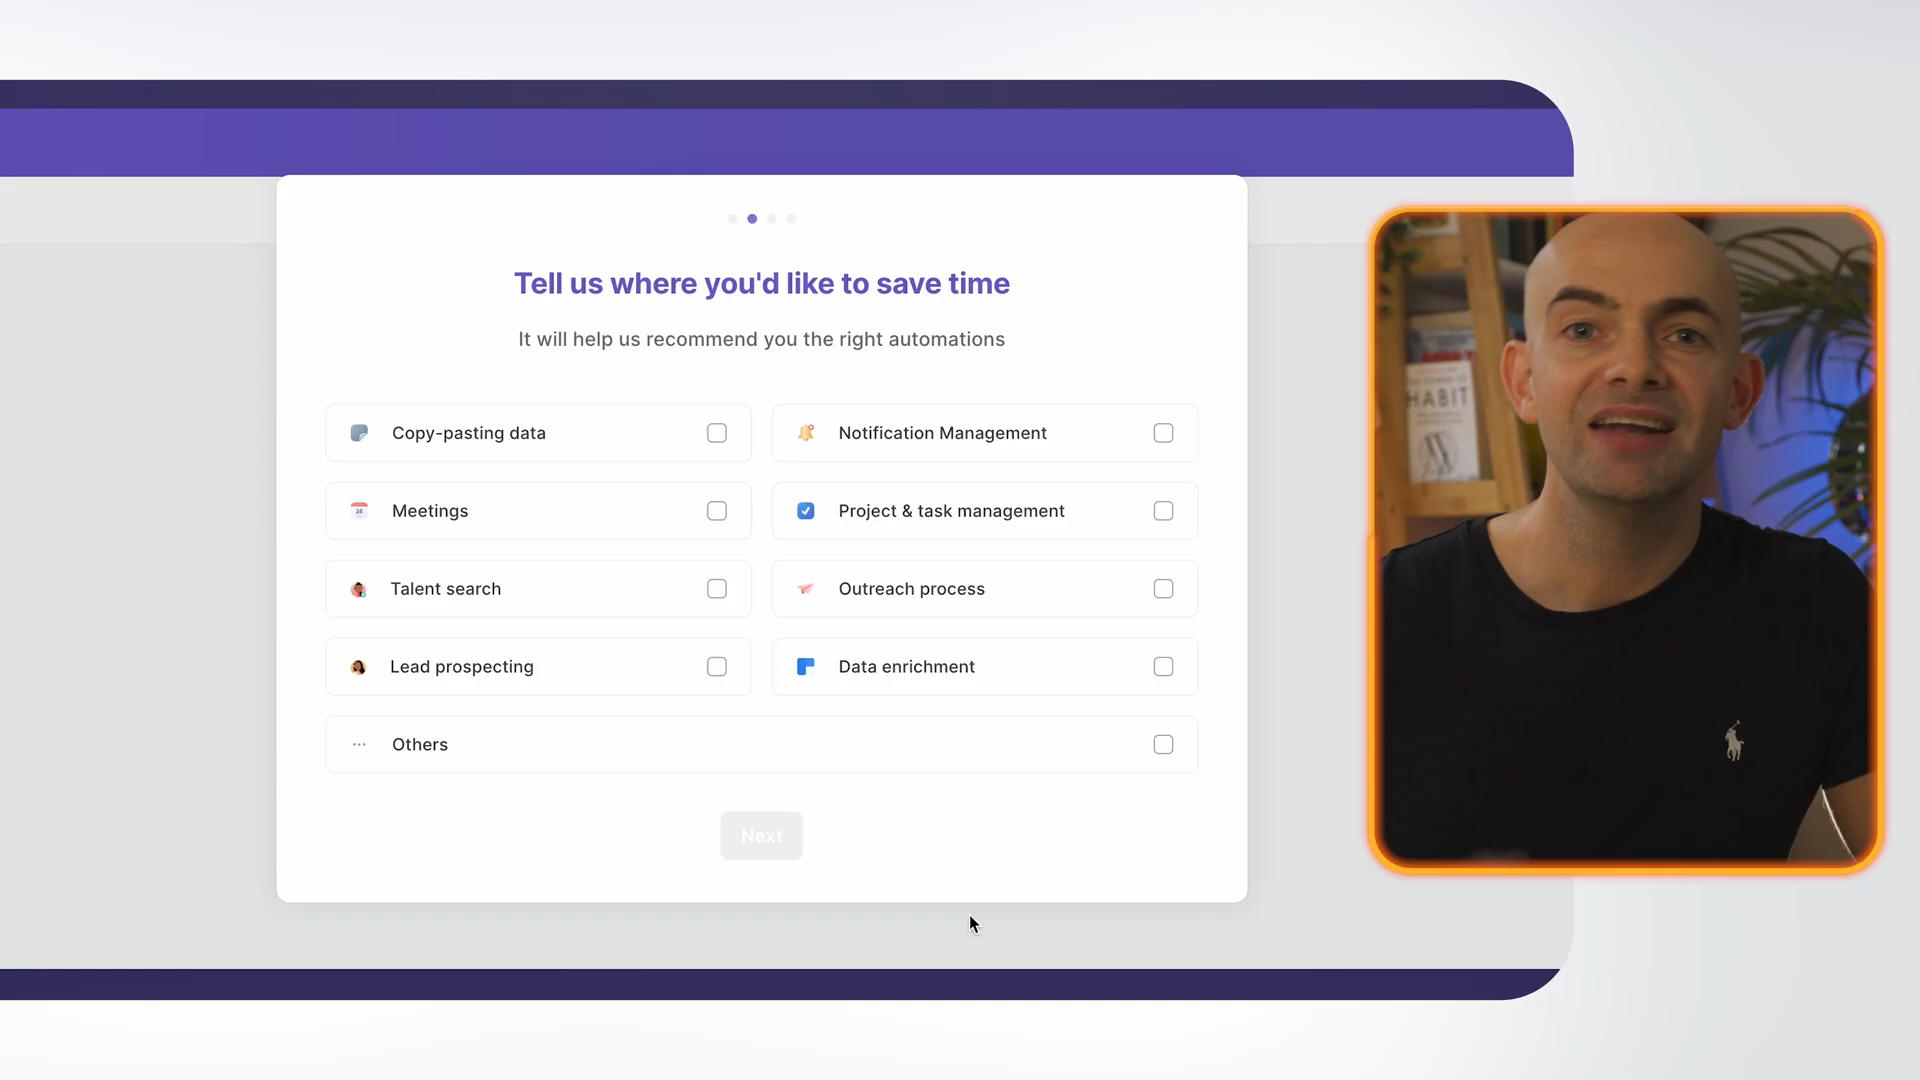 Tell us where you'd like to save time
It will help us recommend you the right automations
Copy-pasting data
Notification Management
Meetings
Project & task management
Talent search
Outreach process
Lead prospecting
Data enrichment
Others
Next
HABIT